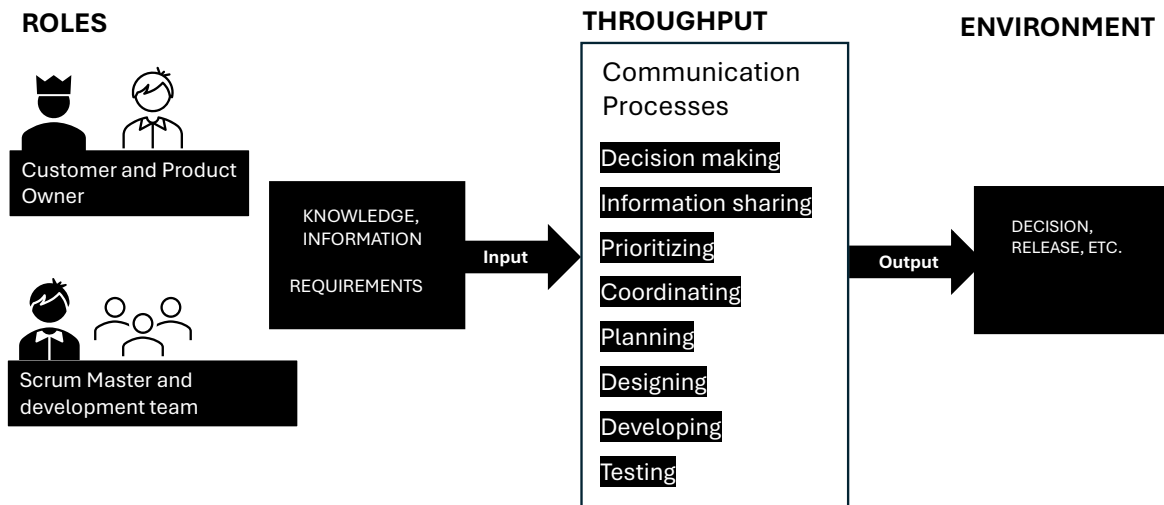 ROLES
Customer and Product
Owner
Scrum Master and
development team
KNOWLEDGE,
INFORMATION
REQUIREMENTS
Input
THROUGHPUT
Communication
Processes
Decision making
Information sharing
Prioritizing
Coordinating
Planning
Designing
Developing
Testing
Output
ENVIRONMENT
DECISION,
RELEASE, ETC.